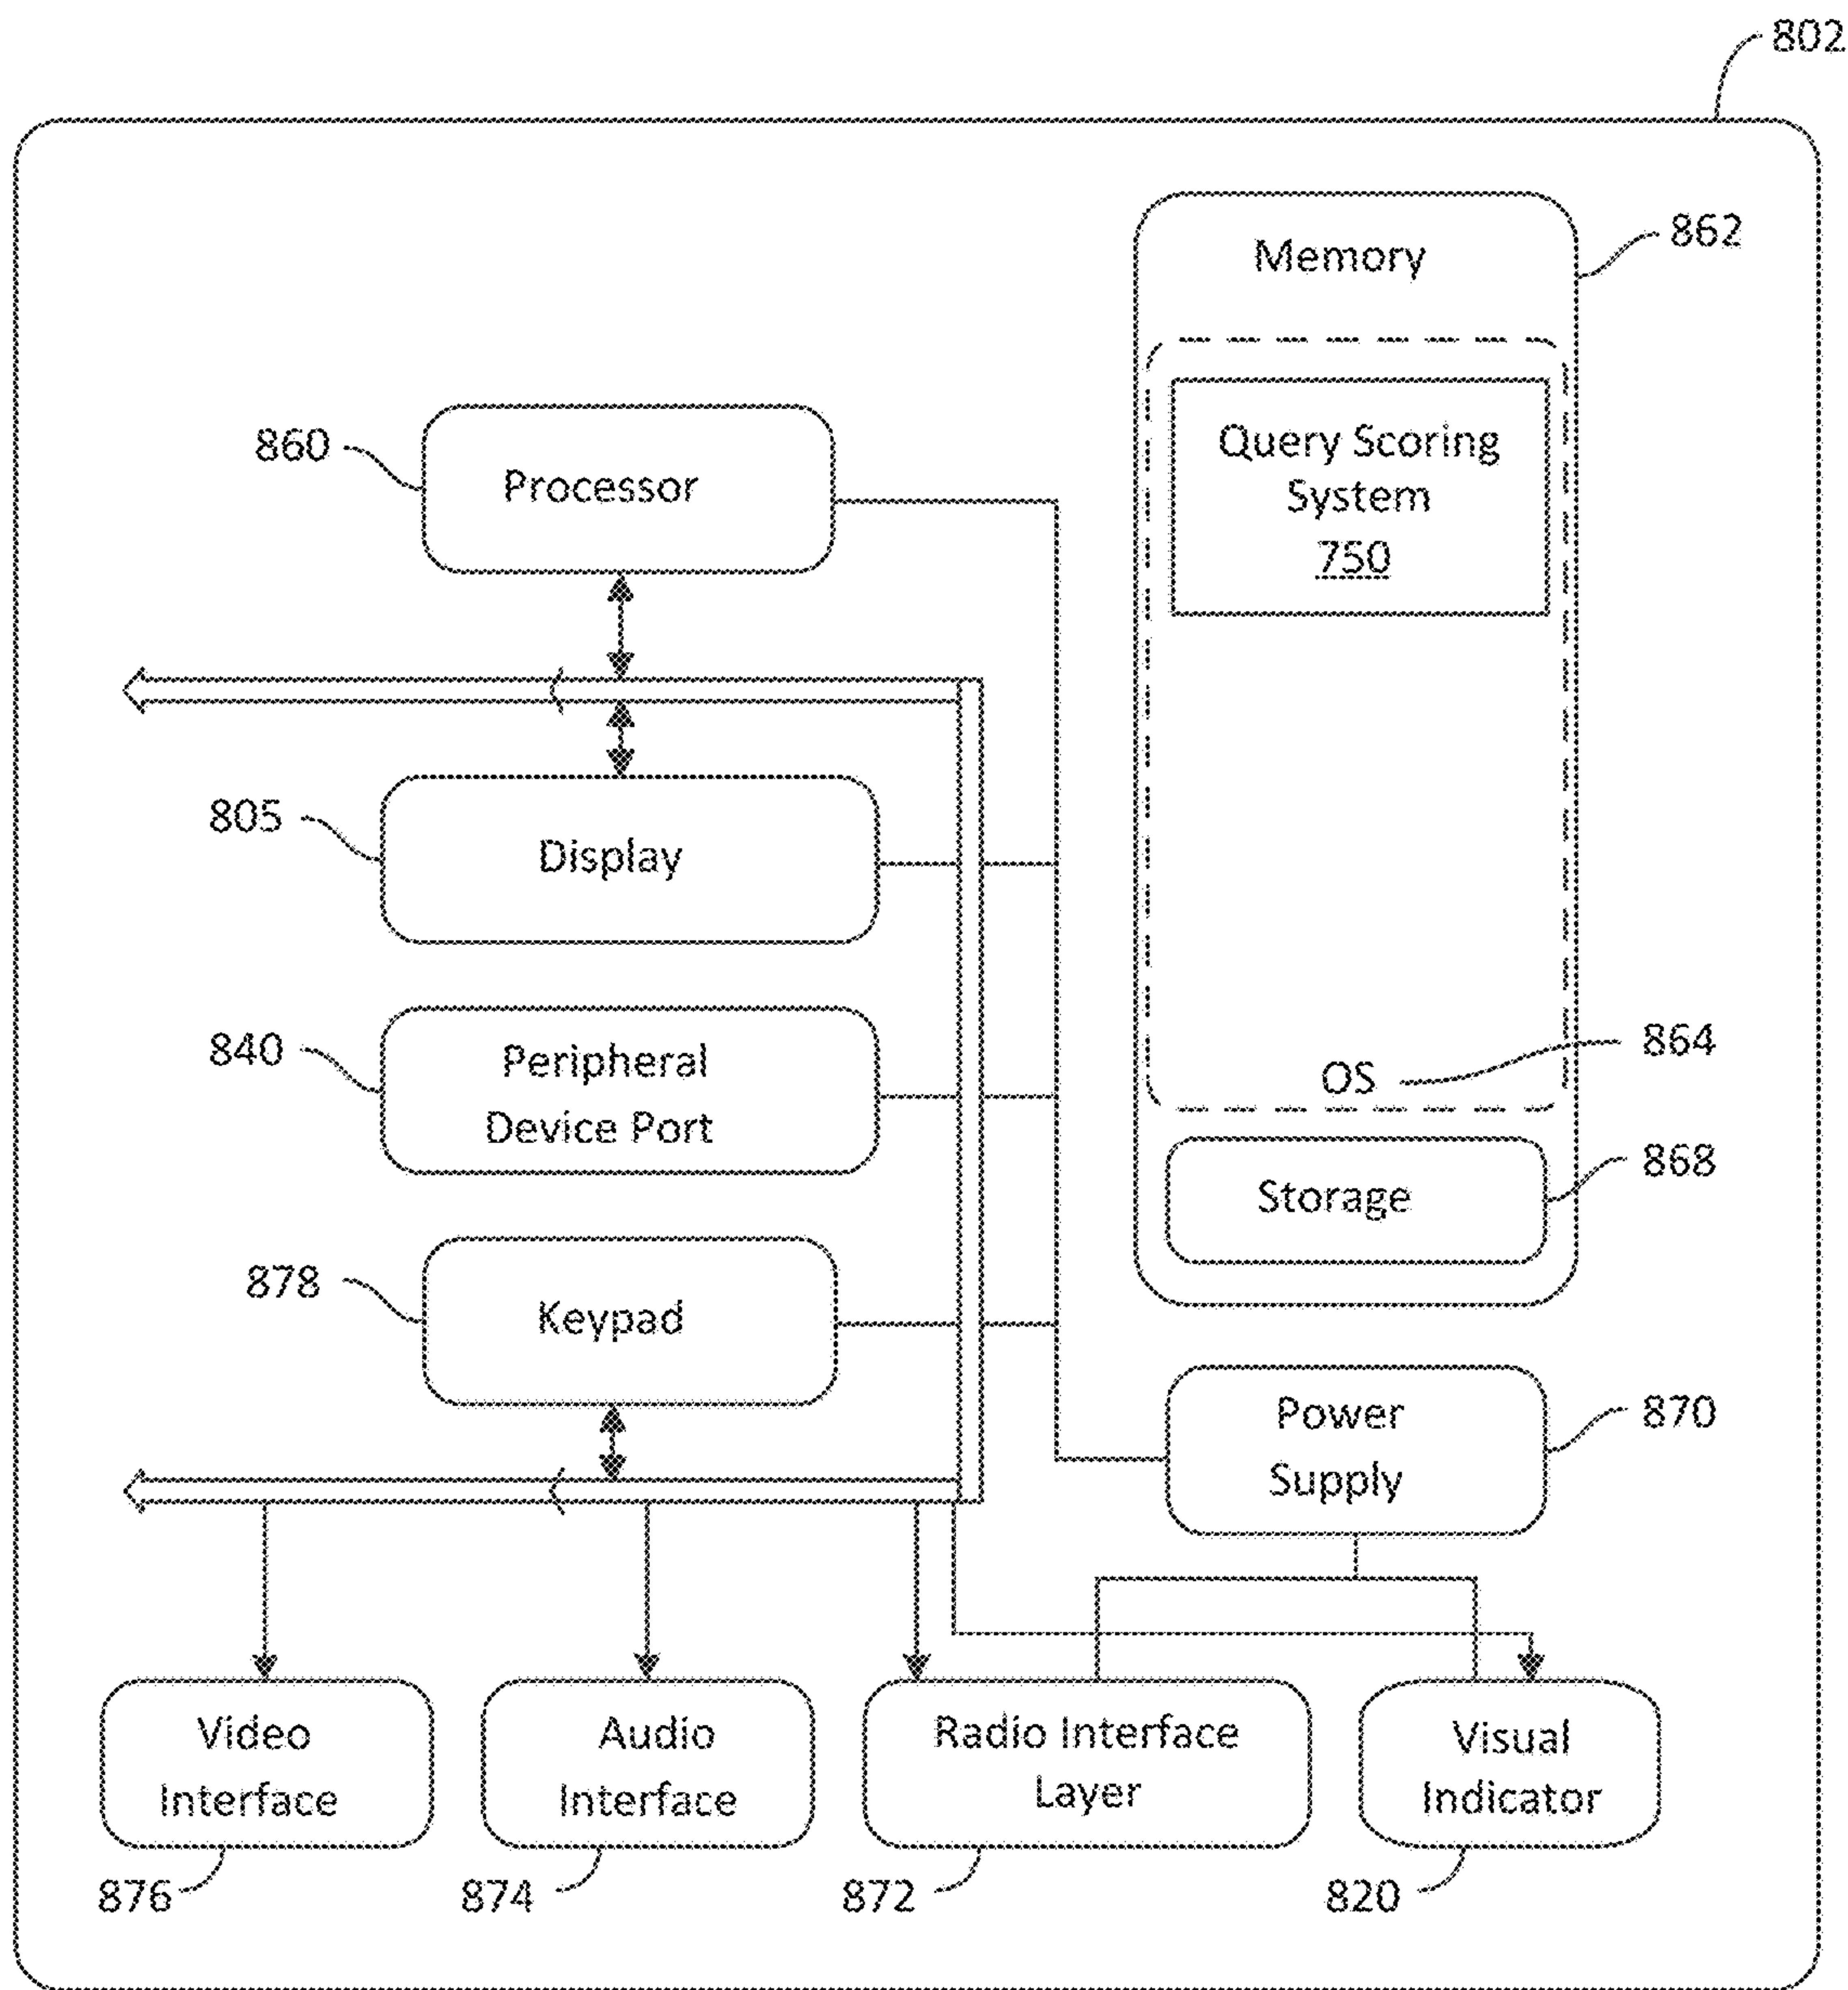 802
Memory
862
Query Scoring
System
750
860
Processor
805
Display
840
Peripheral
Device Port
OS
864
Storage
868
878
Keypad
Power
Supply
870
Video
Interface
Audio
Interface
Radio Interface
Layer
Visual
Indicator
876
874
872
820